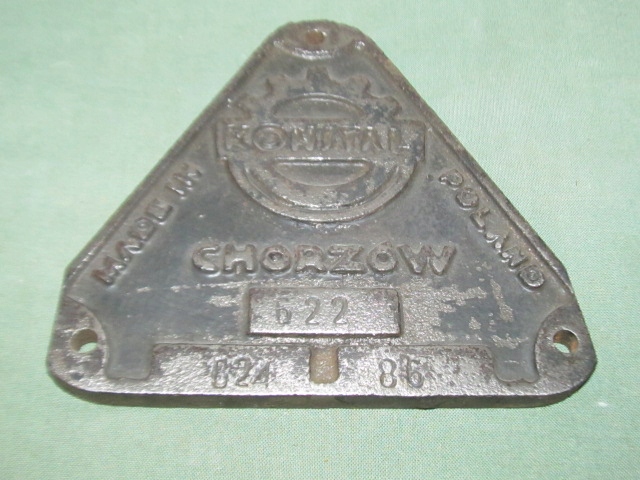 KONSTAL
MADE IN
POLAND
CHORZÓW
622
824 86